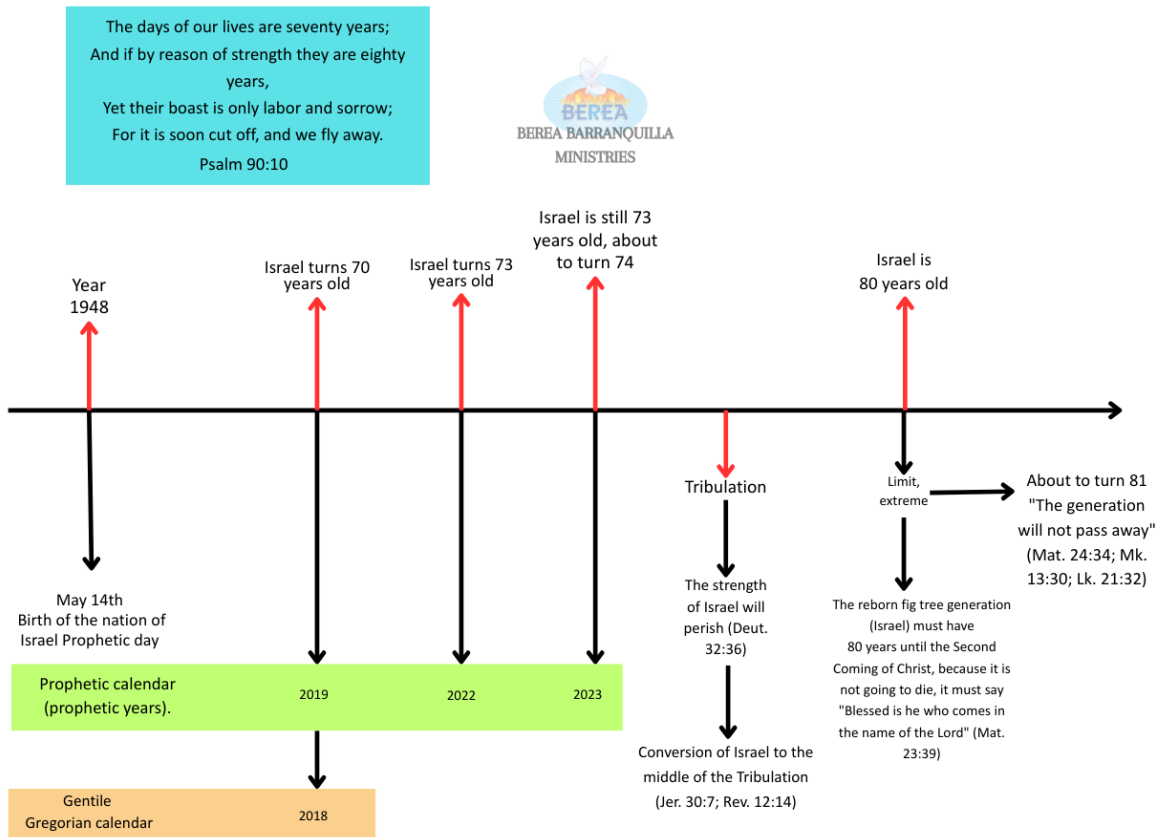 The days of our lives are seventy years;
And if by reason of strength they are eighty
years,
Yet their boast is only labor and sorrow;
For it is soon cut off, and we fly away.
Psalm 90:10
BEREA
BEREA BARRANQUILLA
MINISTRIES
Year
1948
Israel turns 70
years old
Israel turns 73
years old
Israel is still 73
years old, about
to turn 74
Israel is
80 years old
May 14th
Birth of the nation of
Israel Prophetic day
Tribulation
The strength
of Israel will
perish (Deut.
32:36)
Conversion of Israel to the
middle of the Tribulation
(Jer. 30:7; Rev. 12:14)
Limit,
extreme
About to turn 81
"The generation
will not pass away"
(Mat. 24:34; Mk.
13:30; Lk. 21:32)
The reborn fig tree generation
(Israel) must have
80 years until the Second
Coming of Christ, because it is
not going to die, it must say
"Blessed is he who comes in
the name of the Lord" (Mat.
23:39)
Prophetic calendar
(prophetic years).
2019
2022
2023
Gentile
Gregorian calendar
2018